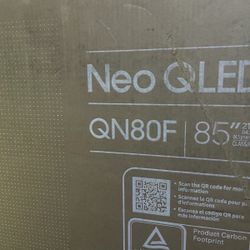 Neo QLED
QN80F 85"
Scan the QR code for more
information
Scannez le QR code pour plus
d'informations
Escanea el código QR para
más información
Product Carbon
Footprint